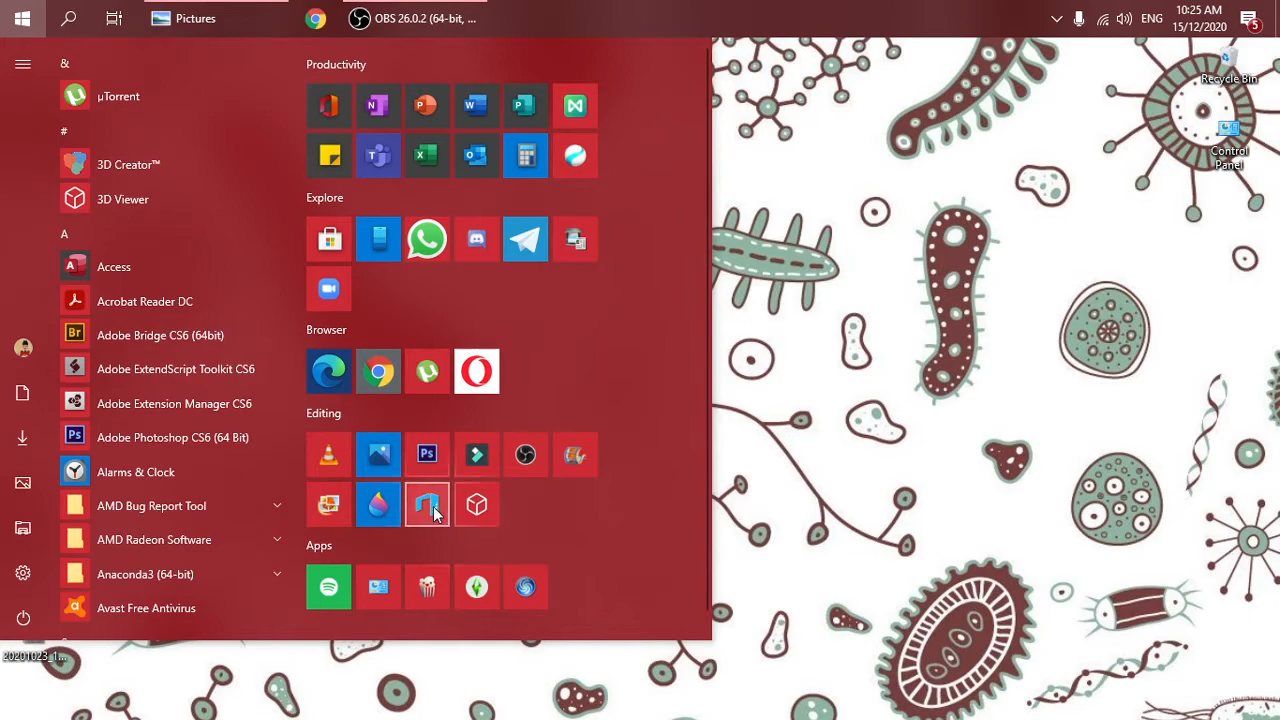 Pictures
OBS 26.0.2 (64-bit, ...
ENG
10:25 AM
15/12/2020
5
&
µTorrent
#
3D Creator™
3D Viewer
A
Access
Acrobat Reader DC
Adobe Bridge CS6 (64bit)
Adobe ExtendScript Toolkit CS6
Adobe Extension Manager CS6
Adobe Photoshop CS6 (64 Bit)
Alarms & Clock
AMD Bug Report Tool
AMD Radeon Software
Anaconda3 (64-bit)
Avast Free Antivirus
Productivity
Explore
Browser
Editing
Apps
Recycle Bin
Control
Panel
20201023_1...